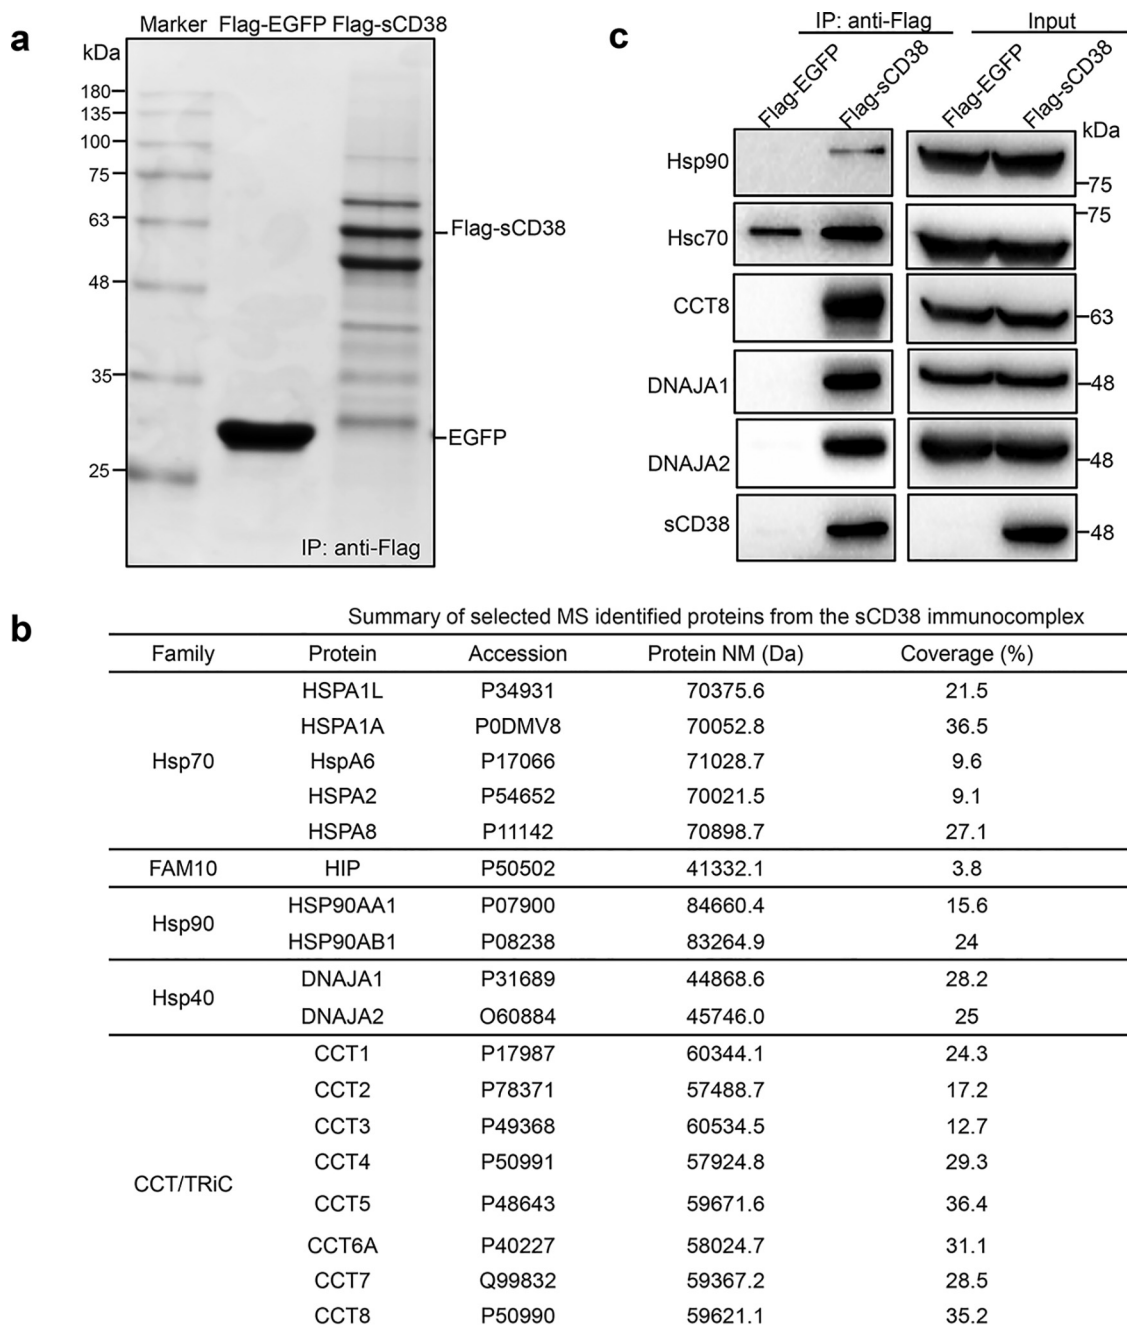 a
Marker Flag-EGFP Flag-sCD38
kDa
180
135
100
75
63
48
35
25
Flag-sCD38
EGFP
IP: anti-Flag
c
IP: anti-Flag Input
Flag-EGFP Flag-sCD38 Flag-EGFP Flag-sCD38
kDa
Hsp90
75
Hsc70
75
CCT8
63
DNAJA1
48
DNAJA2
48
sCD38
48
b
Summary of selected MS identified proteins from the sCD38 immunocomplex
Family Protein Accession Protein NM (Da) Coverage (%)
HSPA1L P34931 70375.6 21.5
HSPA1A P0DMV8 70052.8 36.5
Hsp70 HspA6 P17066 71028.7 9.6
HSPA2 P54652 70021.5 9.1
HSPA8 P11142 70898.7 27.1
FAM10 HIP P50502 41332.1 3.8
Hsp90
HSP90AA1 P07900 84660.4 15.6
HSP90AB1 P08238 83264.9 24
Hsp40
DNAJA1 P31689 44868.6 28.2
DNAJA2 O60884 45746.0 25
CCT1 P17987 60344.1 24.3
CCT2 P78371 57488.7 17.2
CCT3 P49368 60534.5 12.7
CCT4 P50991 57924.8 29.3
CCT/TRiC
CCT5 P48643 59671.6 36.4
CCT6A P40227 58024.7 31.1
CCT7 Q99832 59367.2 28.5
CCT8 P50990 59621.1 35.2